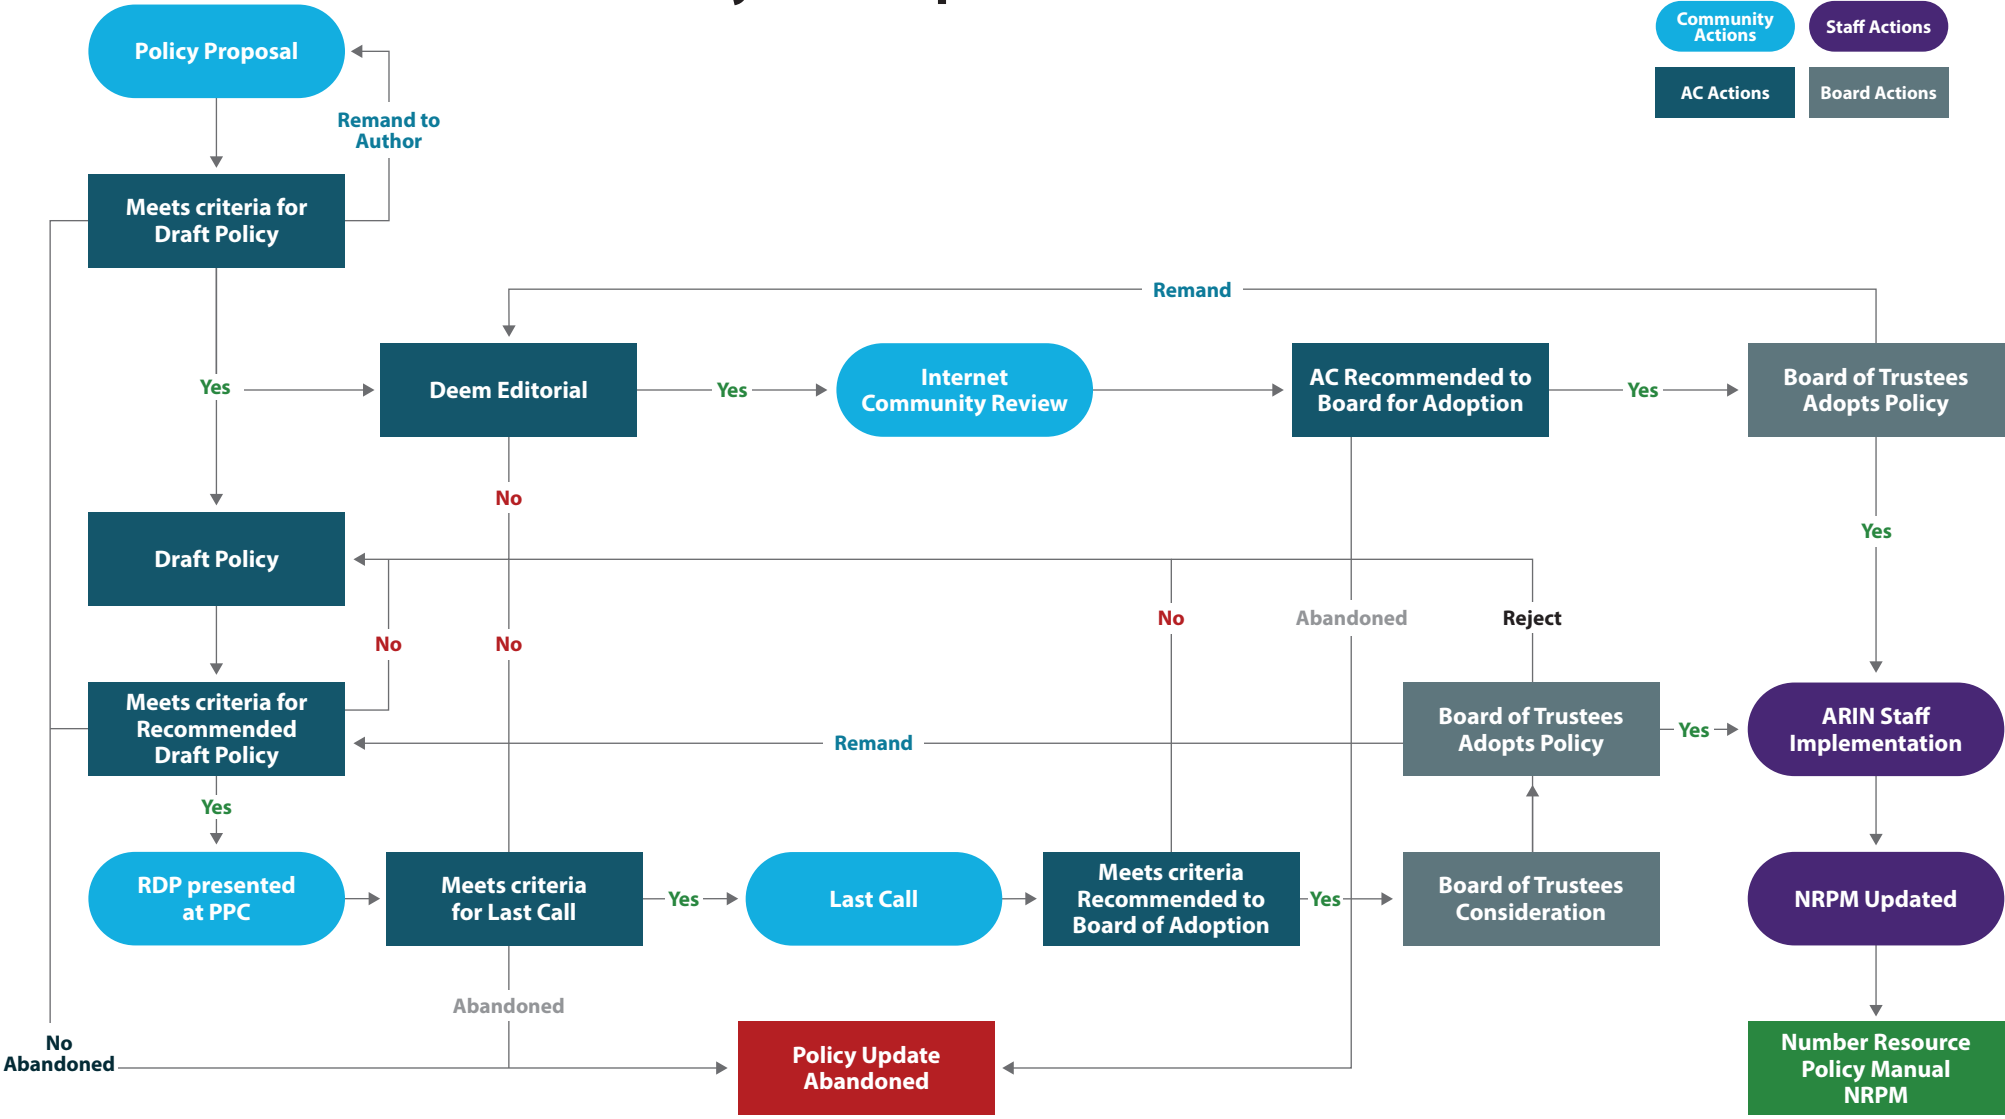 Policy Proposal
Community
Actions
Staff Actions
AC Actions
Board Actions
Remand to
Author
Meets criteria for
Draft Policy
Remand
Yes
Deem Editorial
Yes
Internet
Community Review
AC Recommended to
Board for Adoption
Yes
Board of Trustees
Adopts Policy
No
Yes
Draft Policy
No
No
No
Abandoned
Reject
Meets criteria for
Recommended
Draft Policy
Remand
Board of Trustees
Adopts Policy
Yes
ARIN Staff
Implementation
Yes
RDP presented
at PPC
Meets criteria
for Last Call
Yes
Last Call
Meets criteria
Recommended to
Board of Adoption
Yes
Board of Trustees
Consideration
NRPM Updated
Abandoned
No
Abandoned
Policy Update
Abandoned
Number Resource
Policy Manual
NRPM